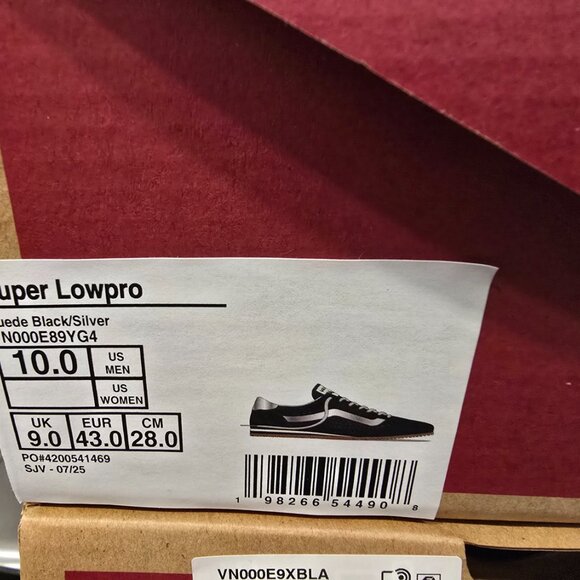 uper Lowpro
uede Black/Silver
N000E89YG4
10.0 US MEN
US WOMEN
UK 9.0 EUR 43.0 CM 28.0
PO#4200541469
SJV - 07/25
1 98266 54490 8
VN000E9XBLA